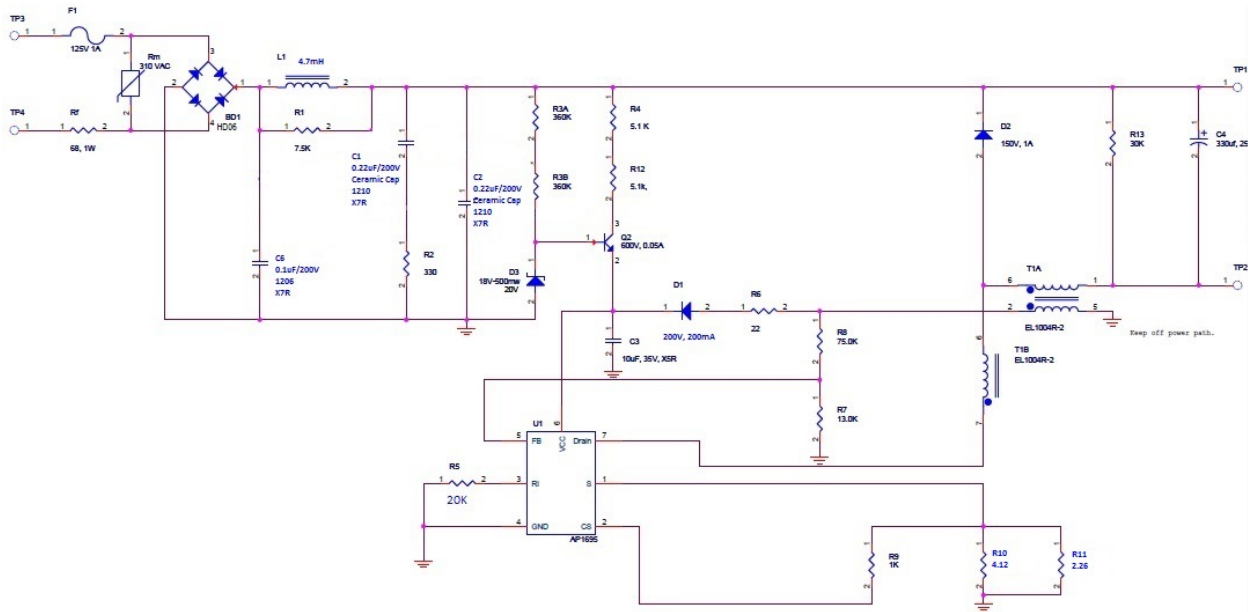 TP3
F1
125V 1A
Rm
310 VAC
TP4
Rf
68, 1W
BD1
HD06
L1
4.7mH
R1
7.5K
C1
0.22uF/200V
Ceramic Cap
1210
X7R
C2
0.22uF/200V
Ceramic Cap
1210
X7R
C6
0.1uF/200V
1206
X7R
R2
330
R3A
360K
R3B
360K
R4
5.1 K
R12
5.1k,
Q2
600V, 0.05A
D3
18V-500mw
20V
D1
200V, 200mA
R6
22
C3
10uF, 35V, X5R
R8
75.0K
R7
13.0K
D2
150V, 1A
R13
30K
C4
330uf, 25
TP1
TP2
T1A
EL1004R-2
Keep off power path.
T1B
EL1004R-2
U1
FB
VCC
Drain
RI
S
GND
CS
AP1695
R5
20K
R9
1K
R10
4.12
R11
2.26